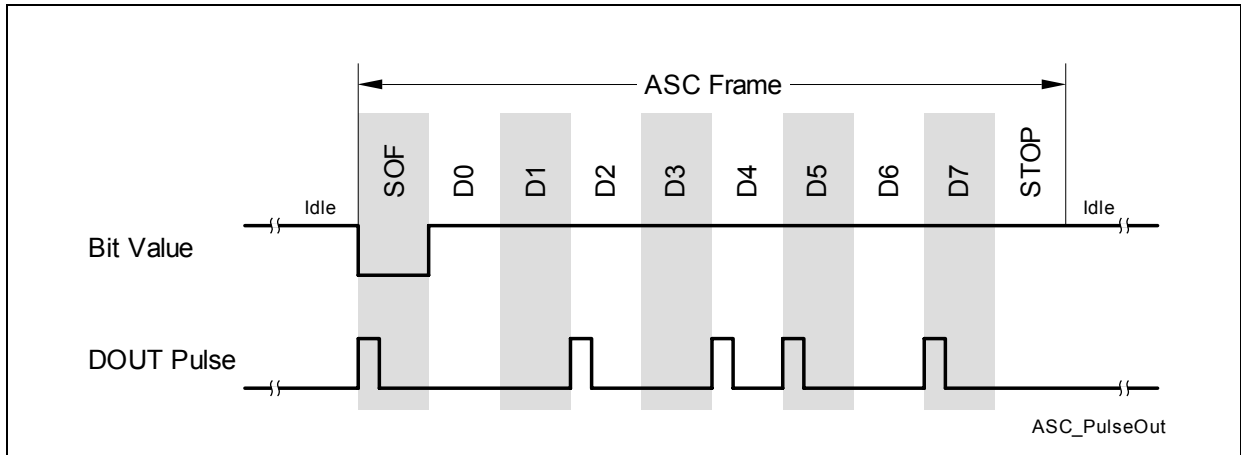 ASC Frame
SOF D0 D1 D2 D3 D4 D5 D6 D7 STOP
Idle Idle
Bit Value
DOUT Pulse
ASC_PulseOut